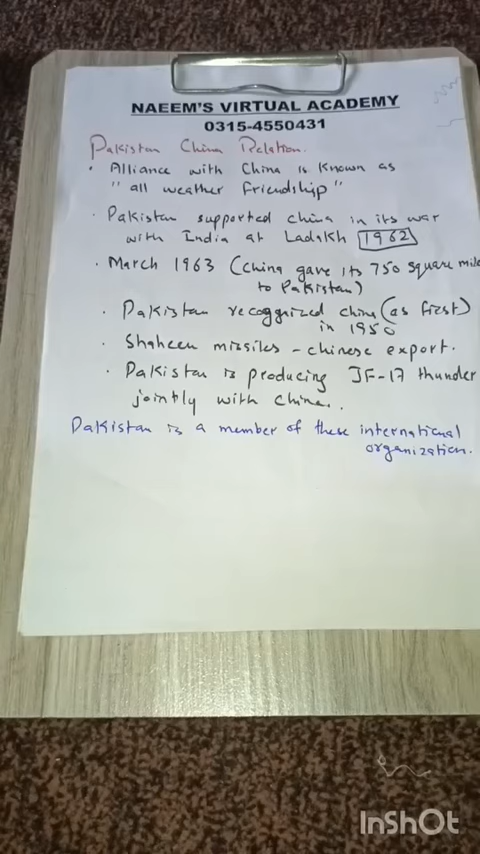 NAEEM'S VIRTUAL ACADEMY
0315-4550431
Pakistan China Relation.
• Alliance with China is known as
"all weather friendship"
• Pakistan supported china in its war
with India at Ladakh 1962
• March 1963 (China gave its 750 square mile
to Pakistan)
• Pakistan recognized china (as first)
in 1950
• Shaheen missiles - chinese export.
• Pakistan is producing JF-17 thunder
jointly with China.
Pakistan is a member of these international
organization.
InShOt